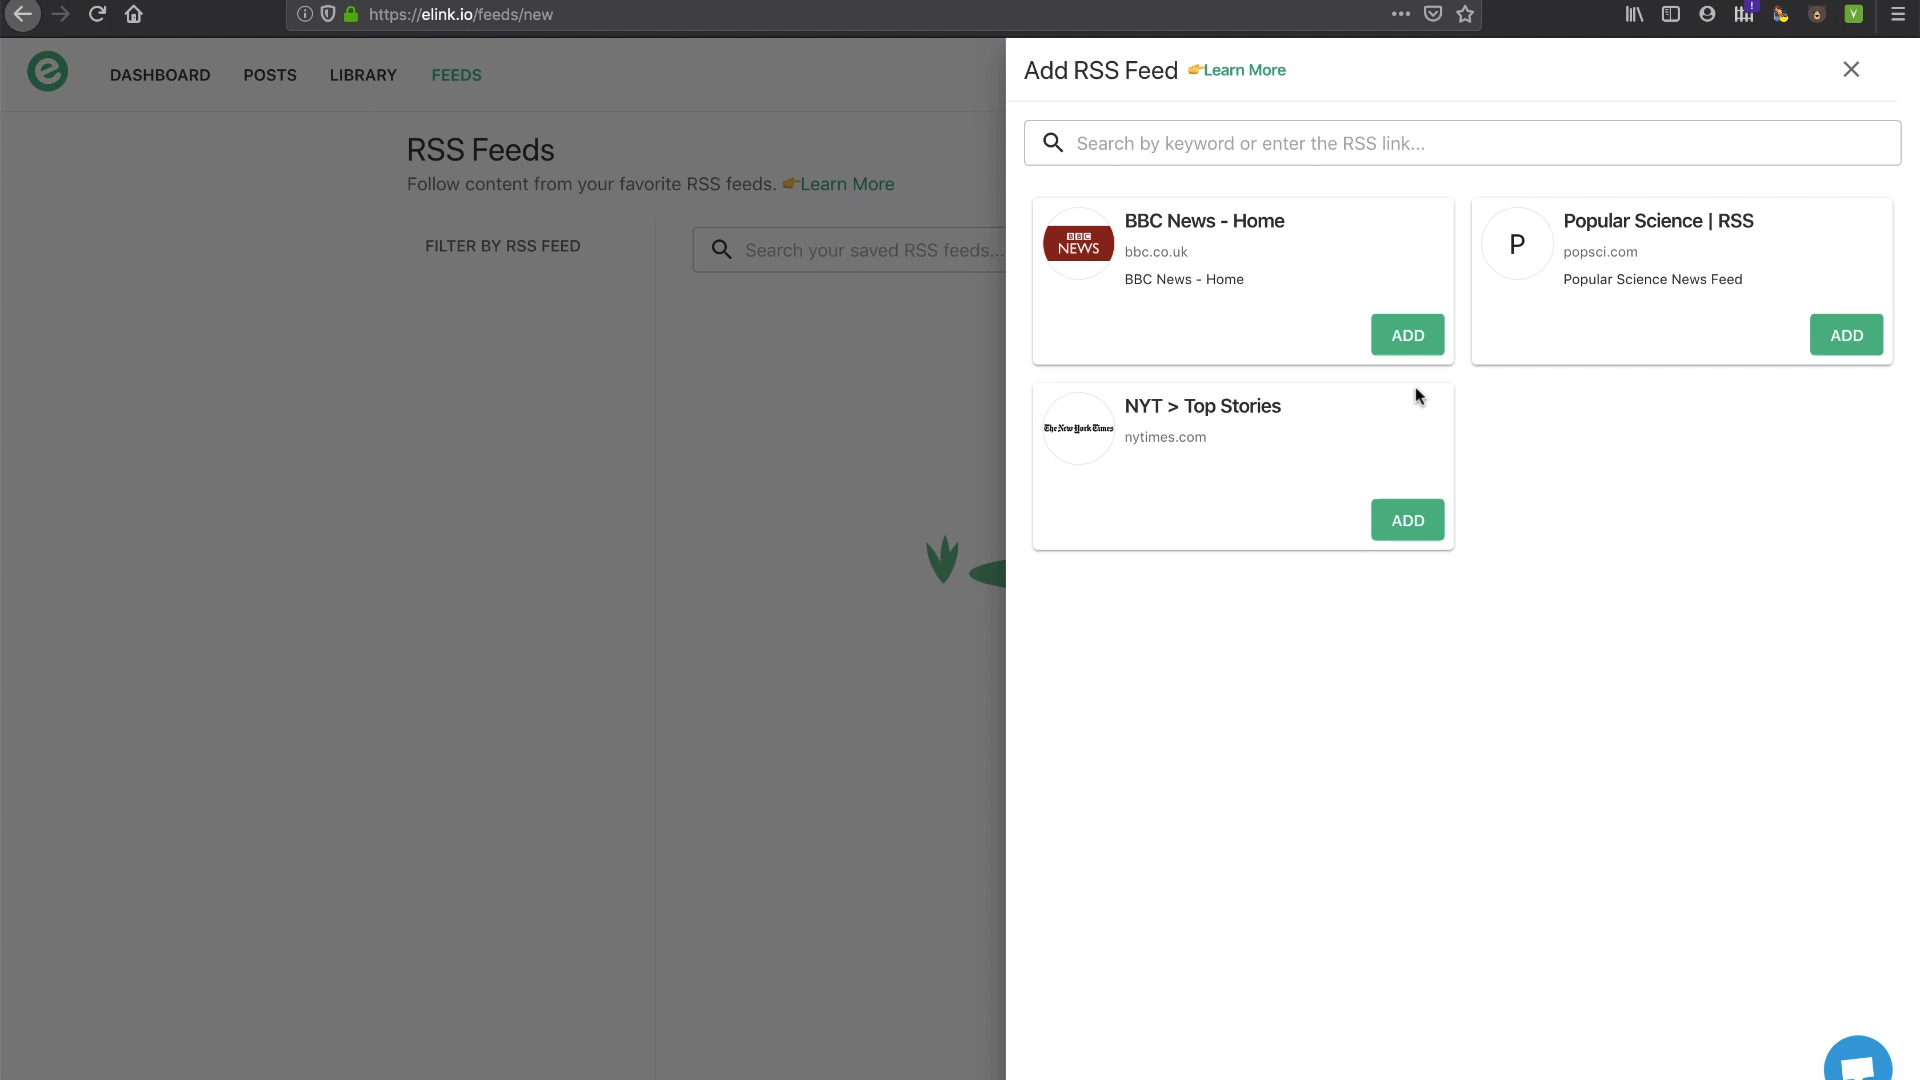 https://elink.io/feeds/new
DASHBOARD POSTS LIBRARY FEEDS
RSS Feeds
Follow content from your favorite RSS feeds. 👉Learn More
FILTER BY RSS FEED
Search your saved RSS feeds...
Add RSS Feed 👉Learn More
Search by keyword or enter the RSS link...
BBC NEWS
BBC News - Home
bbc.co.uk
BBC News - Home
ADD
P
Popular Science | RSS
popsci.com
Popular Science News Feed
ADD
The New York Times
NYT > Top Stories
nytimes.com
ADD